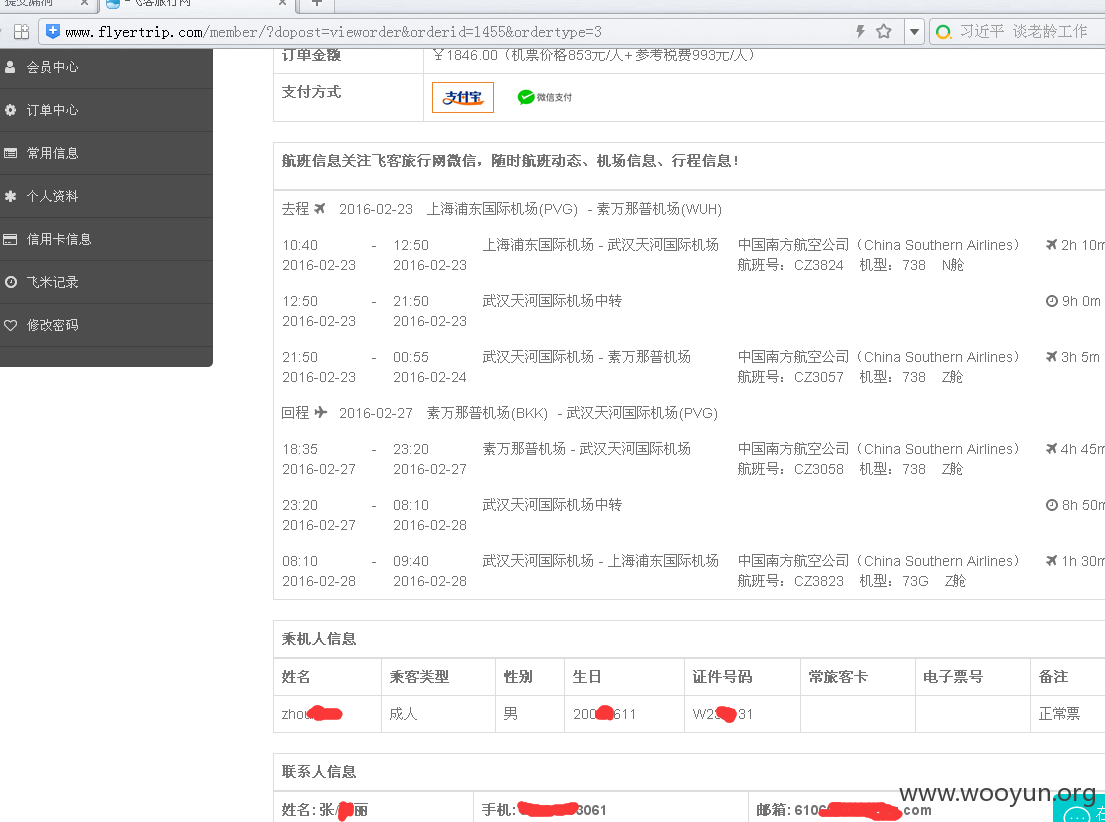 www.flyertrip.com/member/?dopost=vieworder&orderid=1455&ordertype=3
习近平 谈老龄工作
会员中心
订单中心
常用信息
个人资料
信用卡信息
飞米记录
修改密码
订单金额 ￥1846.00（机票价格853元/人+参考税费993元/人）
支付方式 支付宝 微信支付
航班信息关注飞客旅行网微信，随时航班动态、机场信息、行程信息！
去程 2016-02-23 上海浦东国际机场(PVG) - 素万那普机场(WUH)
10:40 - 12:50 上海浦东国际机场 - 武汉天河国际机场 中国南方航空公司（China Southern Airlines） 2h 10m
2016-02-23 2016-02-23 航班号：CZ3824 机型：738 N舱
12:50 - 21:50 武汉天河国际机场中转 9h 0m
2016-02-23 2016-02-23
21:50 - 00:55 武汉天河国际机场 - 素万那普机场 中国南方航空公司（China Southern Airlines） 3h 5m
2016-02-23 2016-02-24 航班号：CZ3057 机型：738 Z舱
回程 2016-02-27 素万那普机场(BKK) - 武汉天河国际机场(PVG)
18:35 - 23:20 素万那普机场 - 武汉天河国际机场 中国南方航空公司（China Southern Airlines） 4h 45m
2016-02-27 2016-02-27 航班号：CZ3058 机型：738 Z舱
23:20 - 08:10 武汉天河国际机场中转 8h 50m
2016-02-27 2016-02-28
08:10 - 09:40 武汉天河国际机场 - 上海浦东国际机场 中国南方航空公司（China Southern Airlines） 1h 30m
2016-02-28 2016-02-28 航班号：CZ3823 机型：73G Z舱
乘机人信息
姓名 乘客类型 性别 生日 证件号码 常旅客卡 电子票号 备注
zhou 成人 男 200 611 W23 31 正常票
联系人信息
姓名: 张 丽 手机: 3061 邮箱: 6106 .com
www.wooyun.org
在